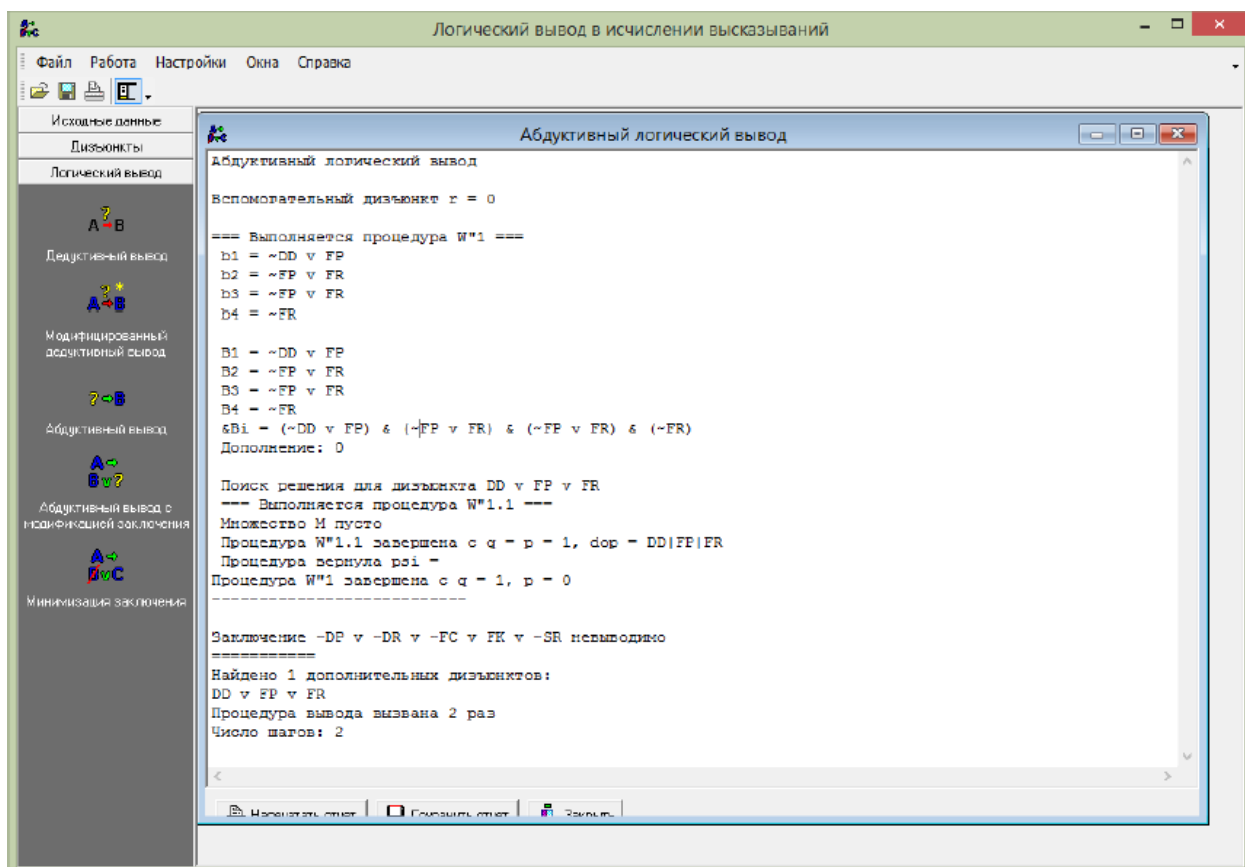 Логический вывод в исчислении высказываний
Файл Работа Настройки Окна Справка
Исходные данные
Дизъюнкты
Логический вывод
? A B
Дедуктивный вывод
? * A B
Модифицированный
дедуктивный вывод
? B
Абдуктивный вывод
A
B v ?
Абдуктивный вывод с
модификацией заключения
A
B v C
Минимизация заключения
Абдуктивный логический вывод
Абдуктивный логический вывод
Вспомогательный дизъюнкт r = 0
=== Выполняется процедура W"1 ===
b1 = ~DD v FP
b2 = ~FP v FR
b3 = ~FP v FR
b4 = ~FR
B1 = ~DD v FP
B2 = ~FP v FR
B3 = ~FP v FR
B4 = ~FR
&Bi = (~DD v FP) & (~FP v FR) & (~FP v FR) & (~FR)
Дополнение: 0
Поиск решения для дизъюнкта DD v FP v FR
=== Выполняется процедура W"1.1 ===
Множество M пусто
Процедура W"1.1 завершена с q = p = 1, dop = DD|FP|FR
Процедура вернула psi =
Процедура W"1 завершена с q = 1, p = 0
---------------------------
Заключение ~DP v ~DR v ~FC v FK v ~SR невыводимо
===========
Найдено 1 дополнительных дизъюнктов:
DD v FP v FR
Процедура вывода вызвана 2 раз
Число шагов: 2
Напечатать отчет Сохранить отчет Закрыть